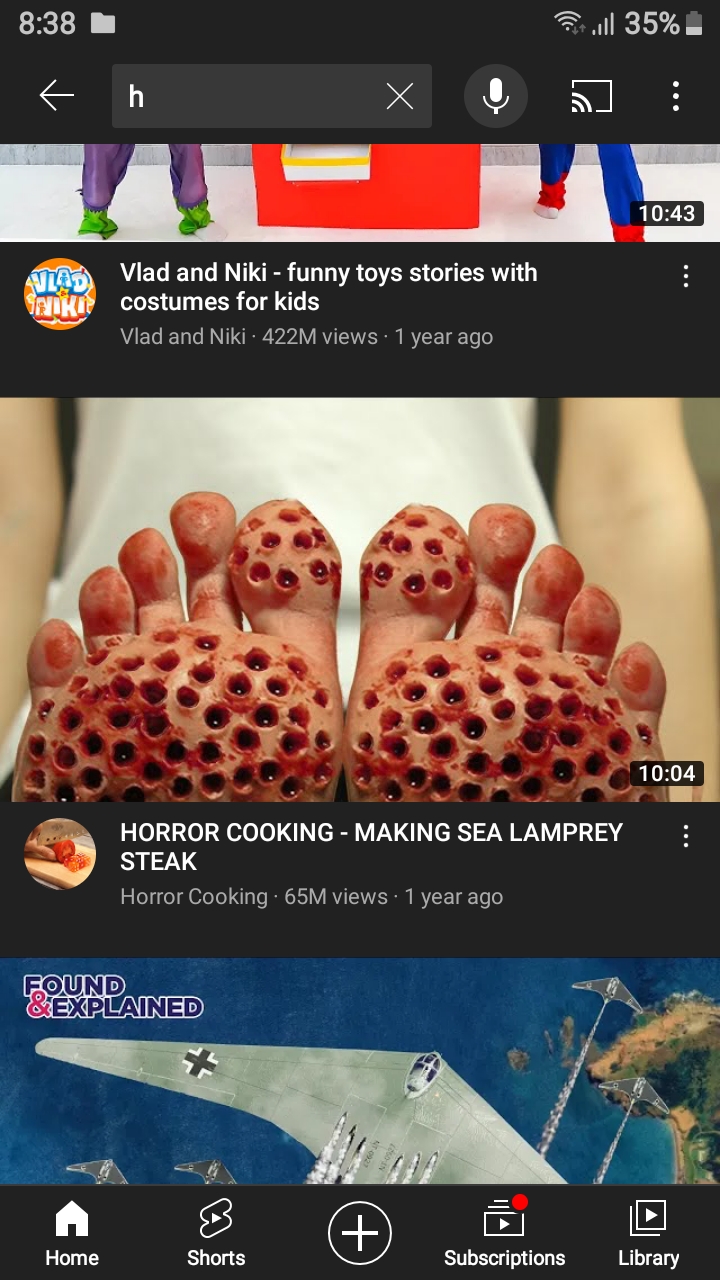 8:38
35%
h
10:43
VLAD
&
NIKI
Vlad and Niki - funny toys stories with
costumes for kids
Vlad and Niki · 422M views · 1 year ago
10:04
HORROR COOKING - MAKING SEA LAMPREY
STEAK
Horror Cooking · 65M views · 1 year ago
FOUND
&EXPLAINED
Home
Shorts
Subscriptions
Library